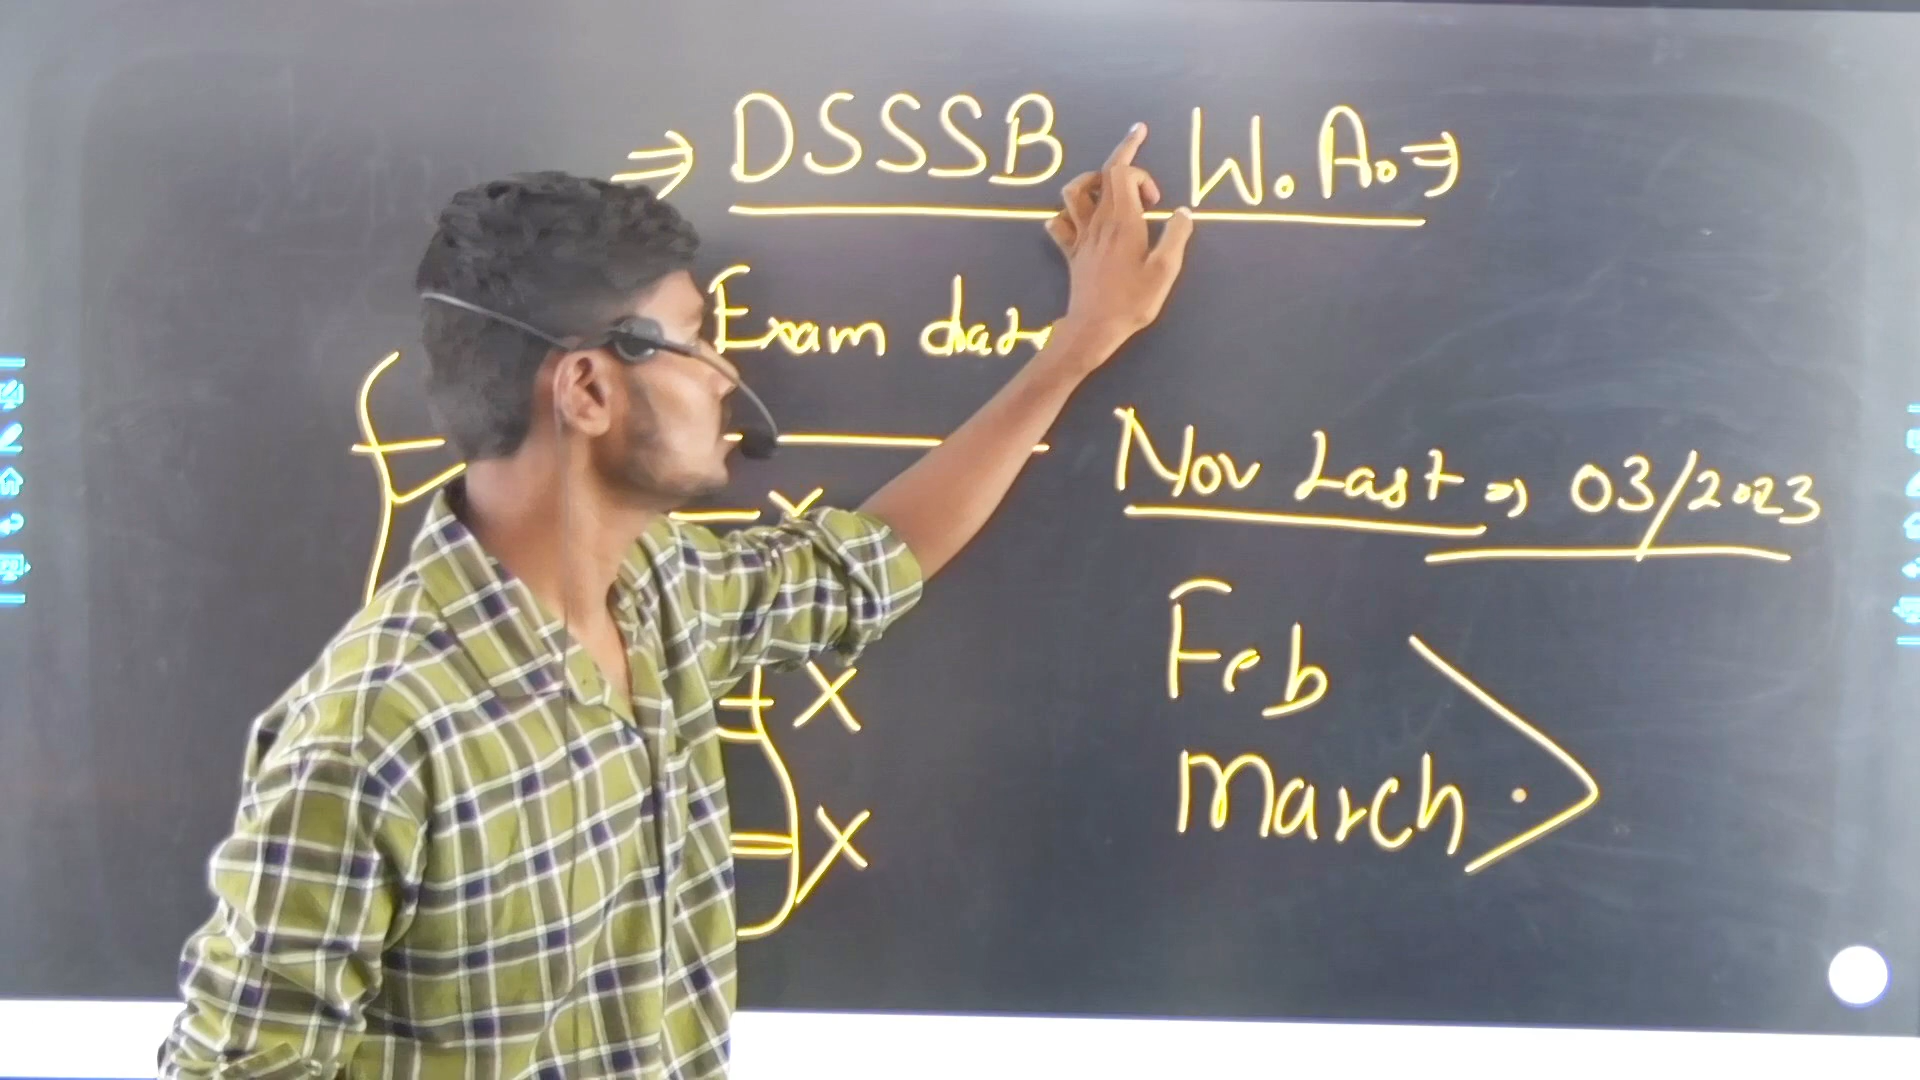 ⇒ DSSSB W.A. ⇒
Exam date
Nov Last ⇒ 03/2023
Feb
March
X
X
X